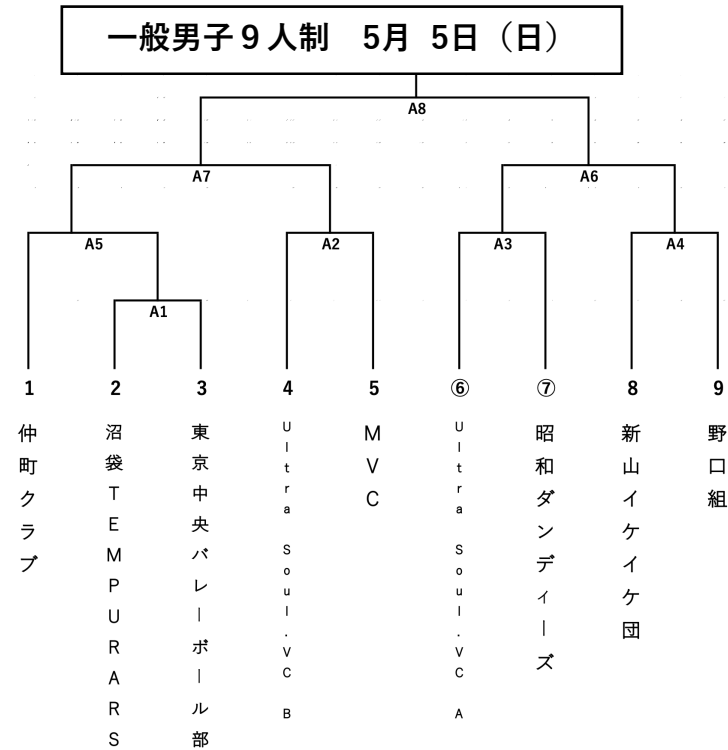 一般男子９人制　5月 5日（日）
A8
A7
A6
A5
A2
A3
A4
A1
1
2
3
4
5
⑥
⑦
8
9
仲町クラブ
沼袋TEMPURARS
東京中央バレーボール部
Ultra Soul.VC B
MVC
Ultra Soul.VC A
昭和ダンディーズ
新山イケイケ団
野口組